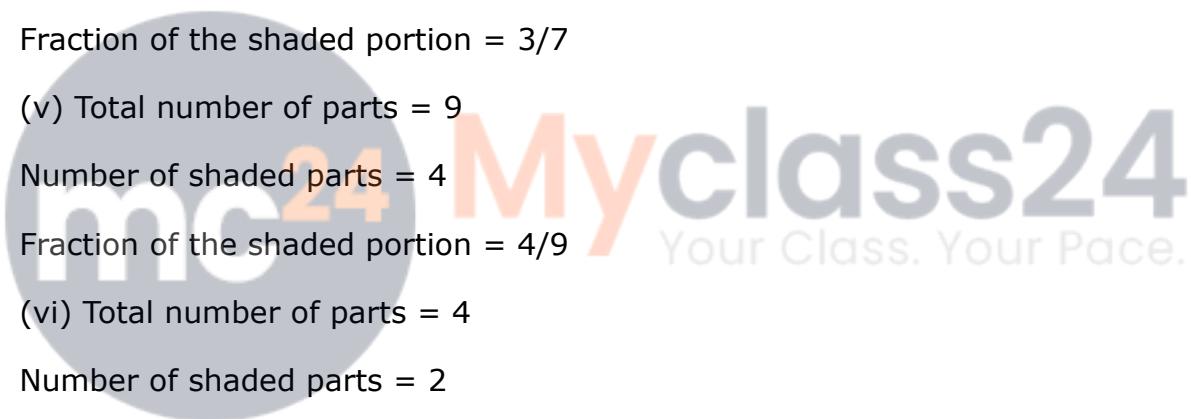 Fraction of the shaded portion = 3/7
(v) Total number of parts = 9
Number of shaded parts = 4
Fraction of the shaded portion = 4/9
(vi) Total number of parts = 4
Number of shaded parts = 2
mc24 Myclass24
Your Class. Your Pace.